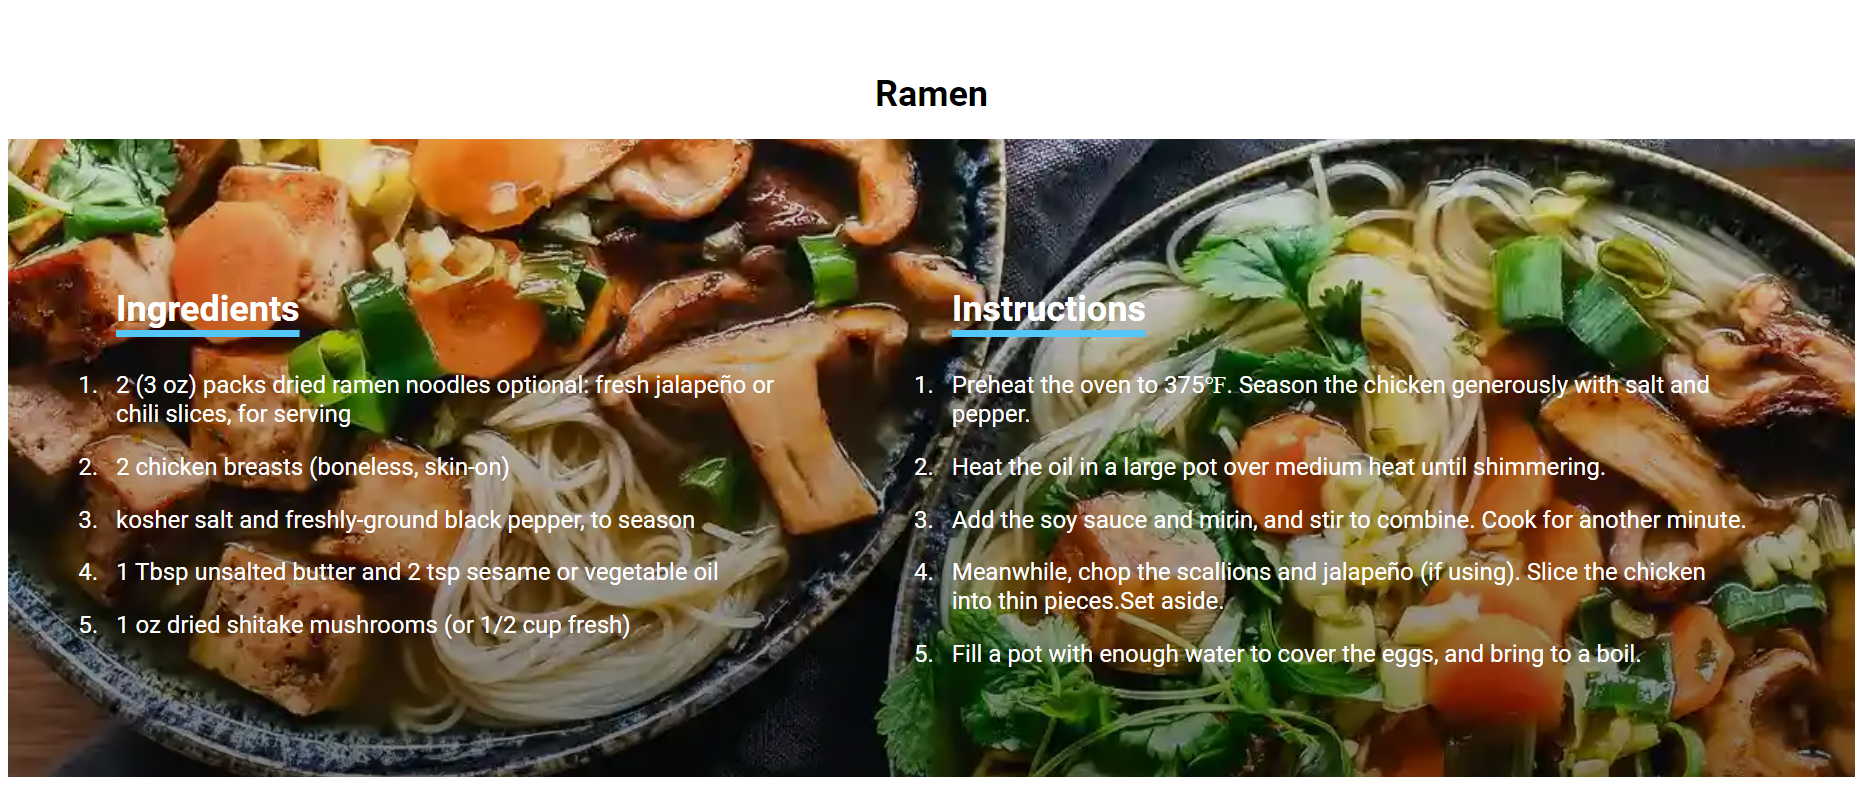 Ramen
Ingredients
1. 2 (3 oz) packs dried ramen noodles optional: fresh jalapeño or
chili slices, for serving
2. 2 chicken breasts (boneless, skin-on)
3. kosher salt and freshly-ground black pepper, to season
4. 1 Tbsp unsalted butter and 2 tsp sesame or vegetable oil
5. 1 oz dried shitake mushrooms (or 1/2 cup fresh)
Instructions
1. Preheat the oven to 375℉. Season the chicken generously with salt and
pepper.
2. Heat the oil in a large pot over medium heat until shimmering.
3. Add the soy sauce and mirin, and stir to combine. Cook for another minute.
4. Meanwhile, chop the scallions and jalapeño (if using). Slice the chicken
into thin pieces.Set aside.
5. Fill a pot with enough water to cover the eggs, and bring to a boil.